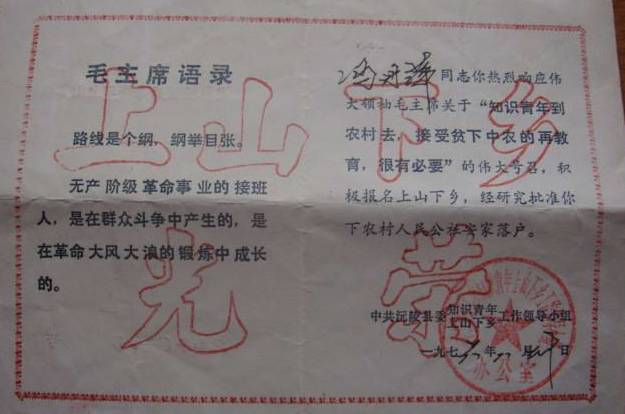 上山下乡
光荣
毛主席语录
路线是个纲，纲举目张。
无产阶级革命事业的接班
人，是在群众斗争中产生的，是
在革命大风大浪的锻炼中成长
的。
同志你热烈响应伟
大领袖毛主席关于“知识青年到
农村去，接受贫下中农的再教
育，很有必要”的伟大号召，积
极报名上山下乡，经研究批准你
下农村人民公社安家落户。
中共沅陵县委知识青年上山下乡工作领导小组
一九七 年 月 日
办公室